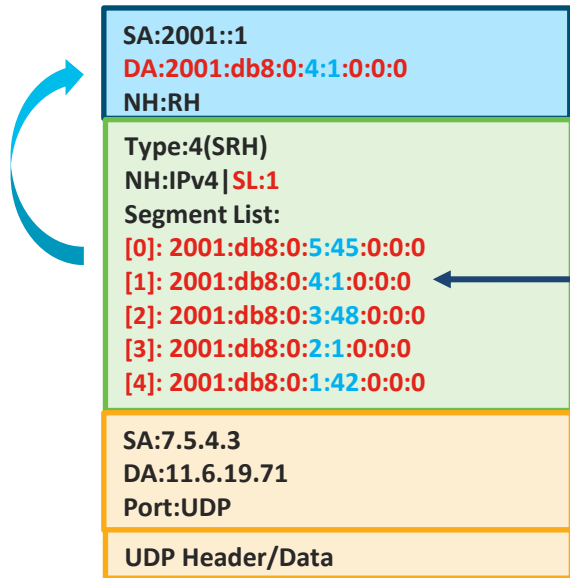 SA:2001::1
DA:2001:db8:0:4:1:0:0:0
NH:RH
Type:4(SRH)
NH:IPv4|SL:1
Segment List:
[0]: 2001:db8:0:5:45:0:0:0
[1]: 2001:db8:0:4:1:0:0:0
[2]: 2001:db8:0:3:48:0:0:0
[3]: 2001:db8:0:2:1:0:0:0
[4]: 2001:db8:0:1:42:0:0:0
SA:7.5.4.3
DA:11.6.19.71
Port:UDP
UDP Header/Data